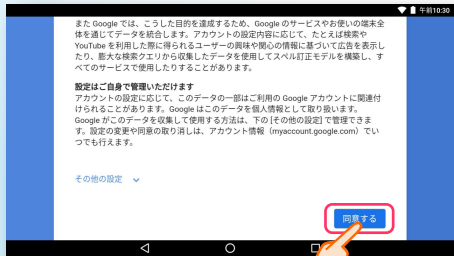 午前10:30
また Google では、こうした目的を達成するため、Google のサービスやお使いの端末全
体を通じてデータを統合します。アカウントの設定内容に応じて、たとえば検索や
YouTube を利用した際に得られるユーザーの興味や関心の情報に基づいて広告を表示し
たり、膨大な検索クエリから収集したデータを使用してスペル訂正モデルを構築し、す
べてのサービスで使用したりすることがあります。
設定はご自身で管理いただけます
アカウントの設定に応じて、このデータの一部はご利用の Google アカウントに関連付
けられることがあります。Google はこのデータを個人情報として取り扱います。
Google がこのデータを収集して使用する方法は、下の [その他の設定] で管理できま
す。設定の変更や同意の取り消しは、アカウント情報（myaccount.google.com）でい
つでも行えます。
その他の設定
同意する